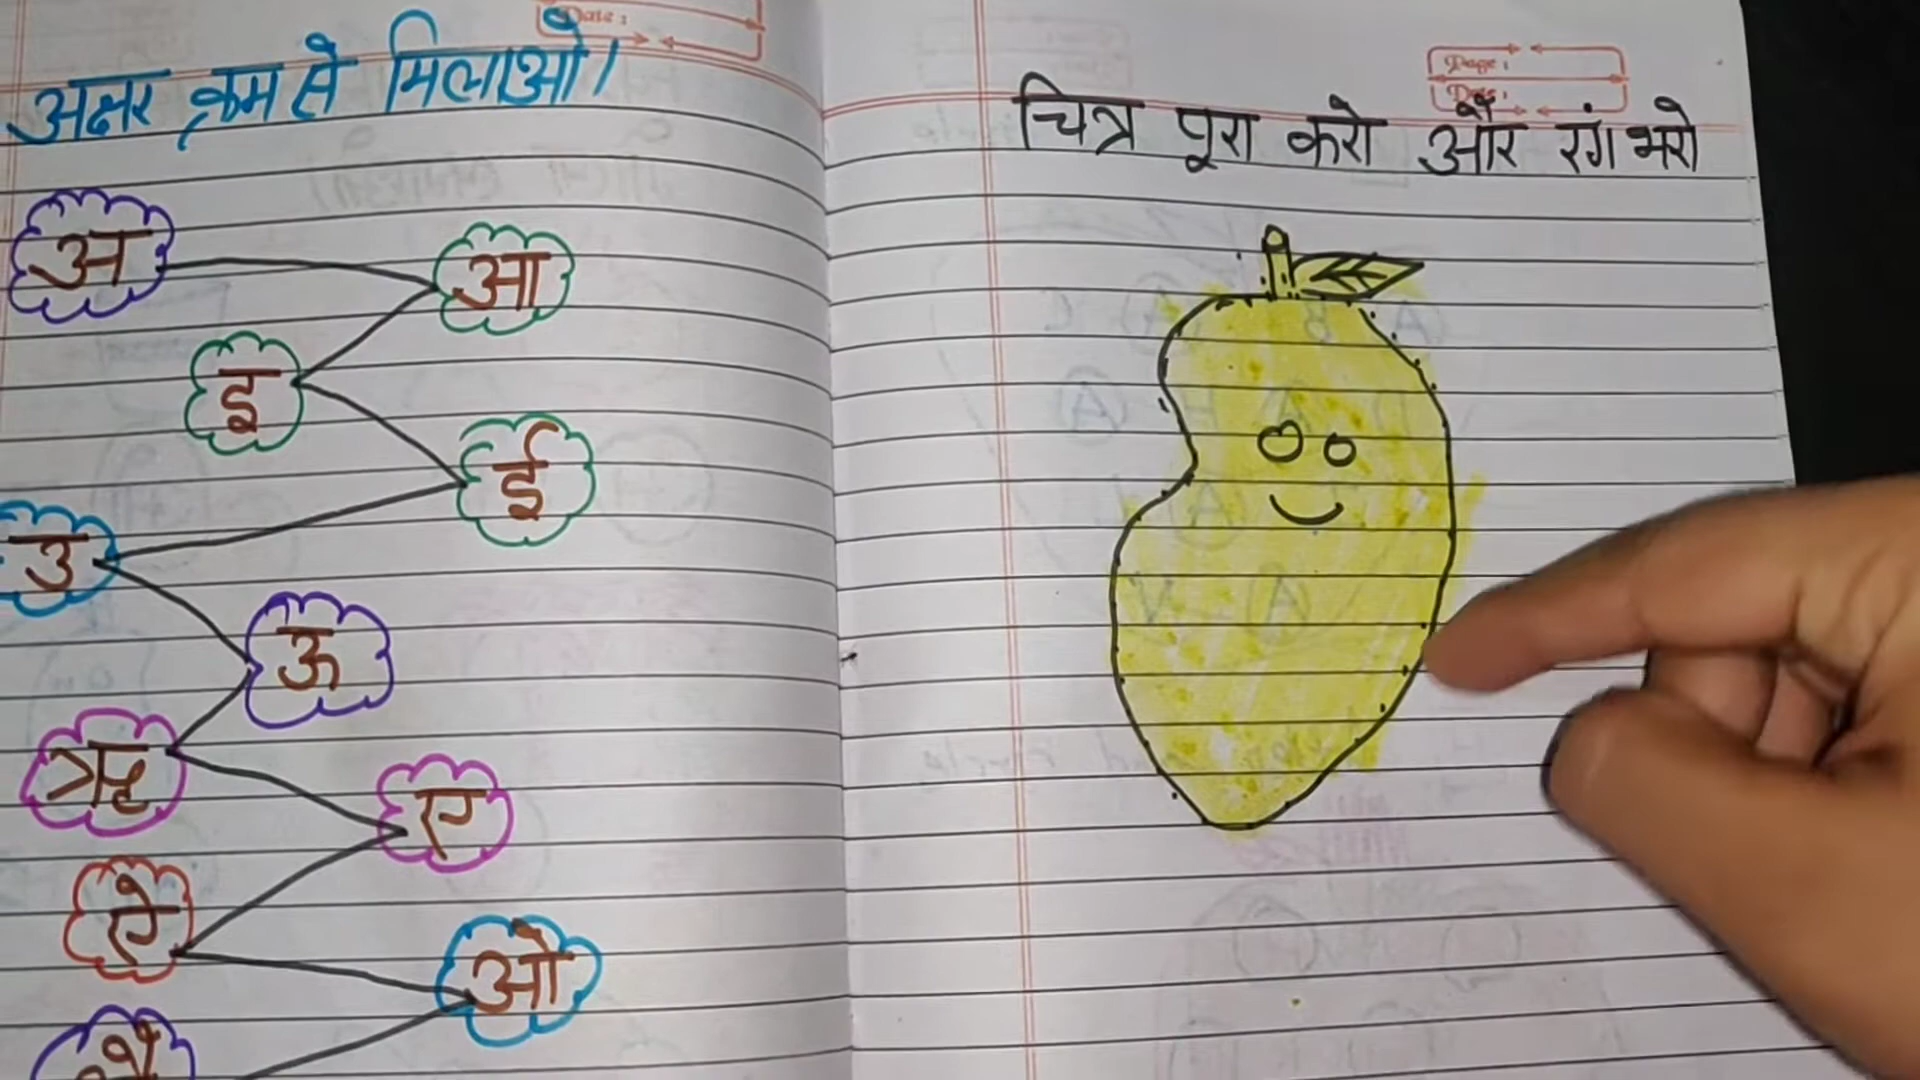 Date :
अक्षर क्रम से मिलाओ।
अ
आ
इ
ई
उ
ऊ
ऋ
ए
ऐ
ओ
औ
Page :
Date :
चित्र पूरा करो और रंग भरो